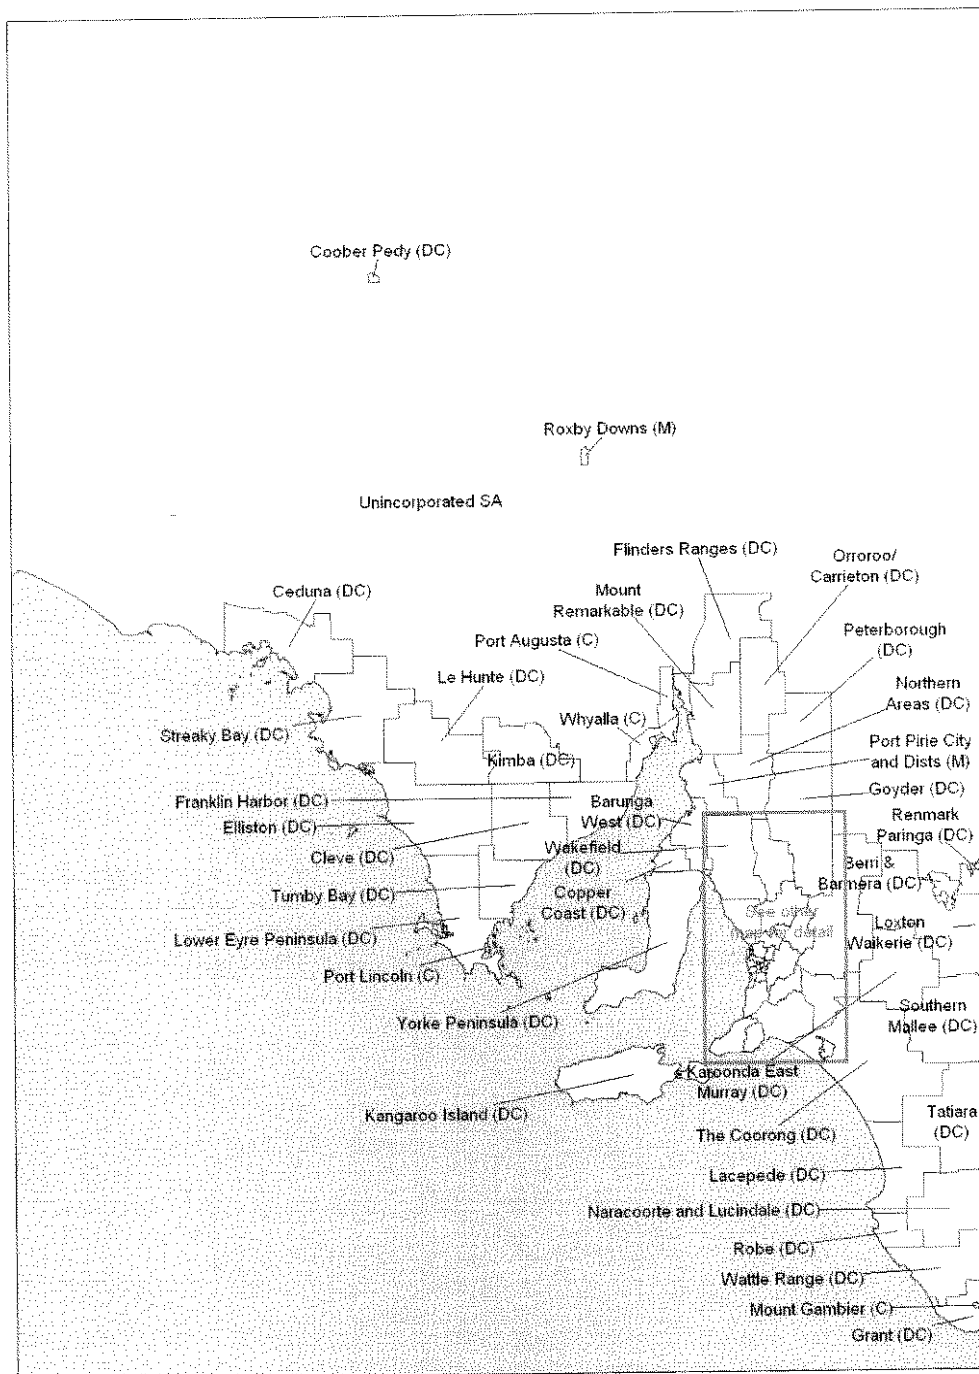 Coober Pedy (DC)
Roxby Downs (M)
Unincorporated SA
Flinders Ranges (DC)
Orroroo/
Carrieton (DC)
Ceduna (DC)
Mount
Remarkable (DC)
Port Augusta (C)
Peterborough
(DC)
Le Hunte (DC)
Northern
Areas (DC)
Whyalla (C)
Streaky Bay (DC)
Port Pirie City
and Dists (M)
Kimba (DC)
Goyder (DC)
Franklin Harbor (DC)
Barunga
West (DC)
Renmark
Paringa (DC)
Elliston (DC)
Wakefield
(DC)
Cleve (DC)
Berri &
Barmera (DC)
Tumby Bay (DC)
Copper
Coast (DC)
See other
map for detail
Loxton
Waikerie (DC)
Lower Eyre Peninsula (DC)
Port Lincoln (C)
Yorke Peninsula (DC)
Southern
Mallee (DC)
Karoonda East
Murray (DC)
Kangaroo Island (DC)
Tatiara
(DC)
The Coorong (DC)
Lacepede (DC)
Naracoorte and Lucindale (DC)
Robe (DC)
Wattle Range (DC)
Mount Gambier (C)
Grant (DC)